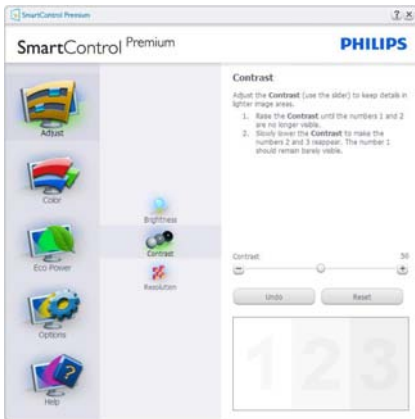 SmartControl Premium
SmartControl Premium
PHILIPS
Adjust
Color
Eco Power
Options
Help
Brightness
Contrast
Resolution
Contrast
Adjust the Contrast (use the slider) to keep details in
lighter image areas.
1. Raise the Contrast until the numbers 1 and 2
are no longer visible.
2. Slowly lower the Contrast to make the
numbers 2 and 3 reappear. The number 1
should remain barely visible.
Contrast 50
Undo Reset
1 2 3